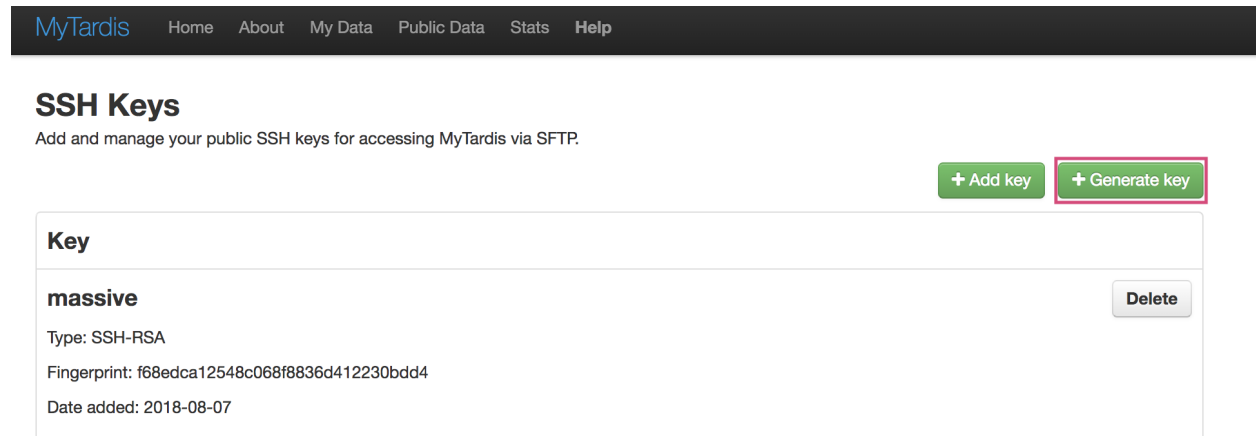 MyTardis Home About My Data Public Data Stats Help
SSH Keys
Add and manage your public SSH keys for accessing MyTardis via SFTP.
+ Add key + Generate key
Key
massive Delete
Type: SSH-RSA
Fingerprint: f68edca12548c068f8836d412230bdd4
Date added: 2018-08-07